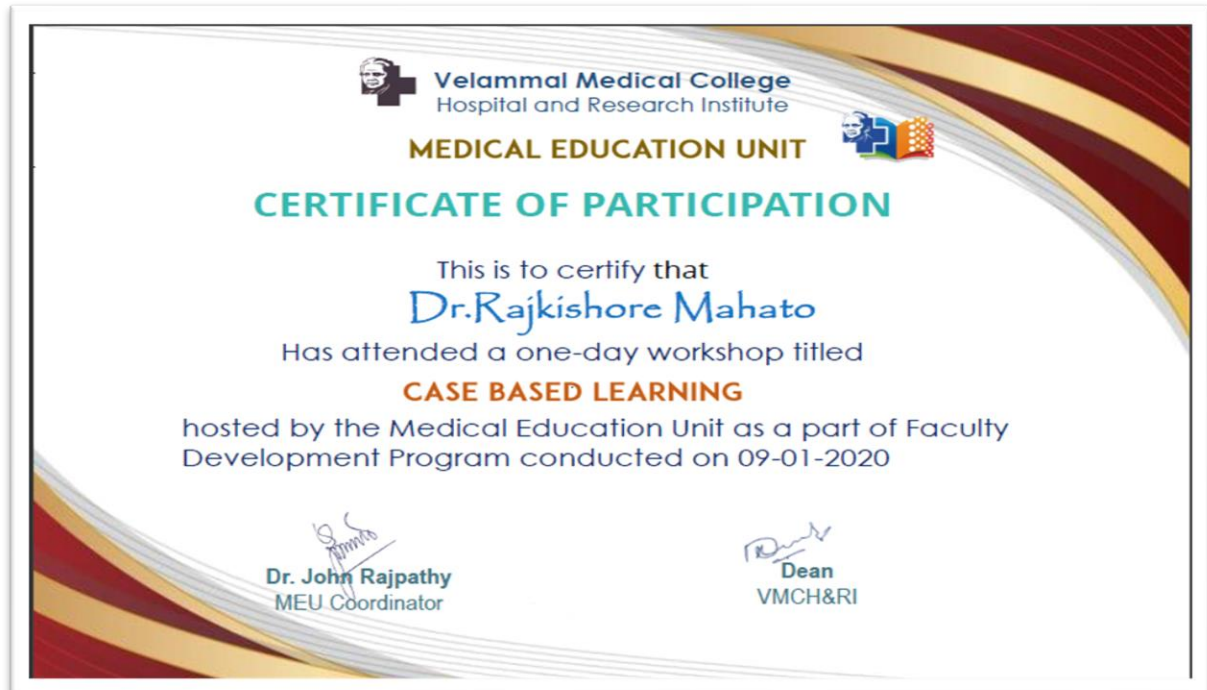 Velammal Medical College
Hospital and Research Institute
MEDICAL EDUCATION UNIT
CERTIFICATE OF PARTICIPATION
This is to certify that
Dr.Rajkishore Mahato
Has attended a one-day workshop titled
CASE BASED LEARNING
hosted by the Medical Education Unit as a part of Faculty
Development Program conducted on 09-01-2020
Dr. John Rajpathy
MEU Coordinator
Dean
VMCH&RI